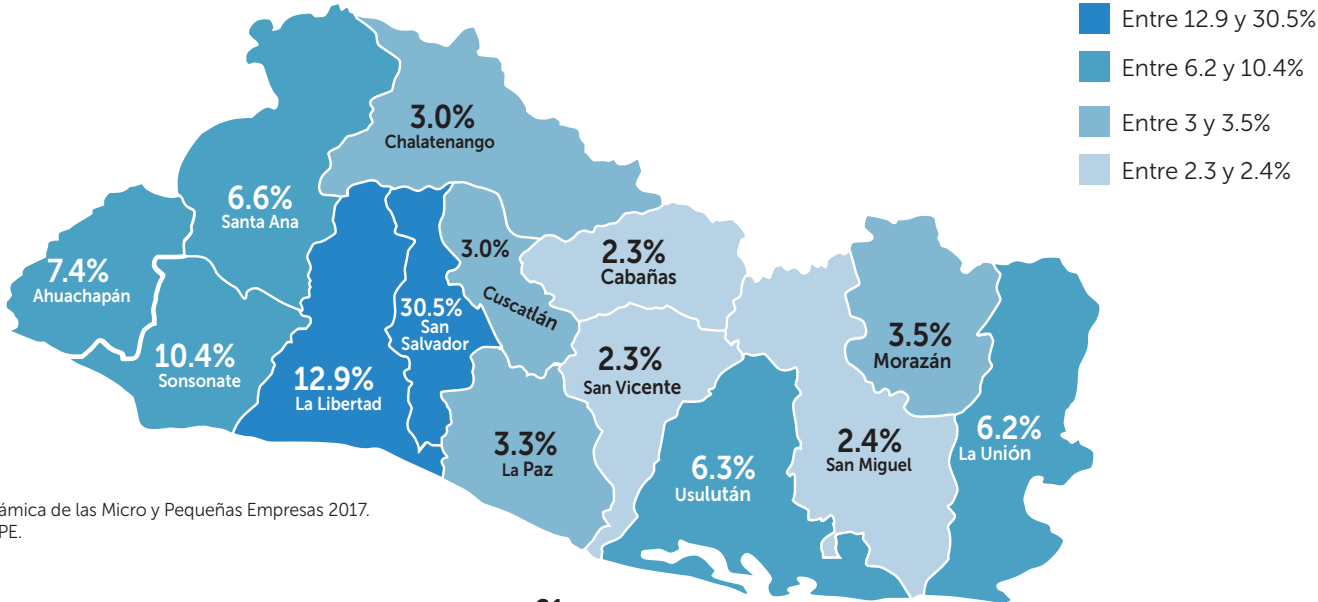 Entre 12.9 y 30.5%
Entre 6.2 y 10.4%
Entre 3 y 3.5%
Entre 2.3 y 2.4%
3.0%
Chalatenango
6.6%
Santa Ana
7.4%
Ahuachapán
10.4%
Sonsonate
12.9%
La Libertad
30.5%
San
Salvador
3.0%
Cuscatlán
2.3%
Cabañas
2.3%
San Vicente
3.3%
La Paz
6.3%
Usulután
2.4%
San Miguel
3.5%
Morazán
6.2%
La Unión
ámica de las Micro y Pequeñas Empresas 2017.
PE.